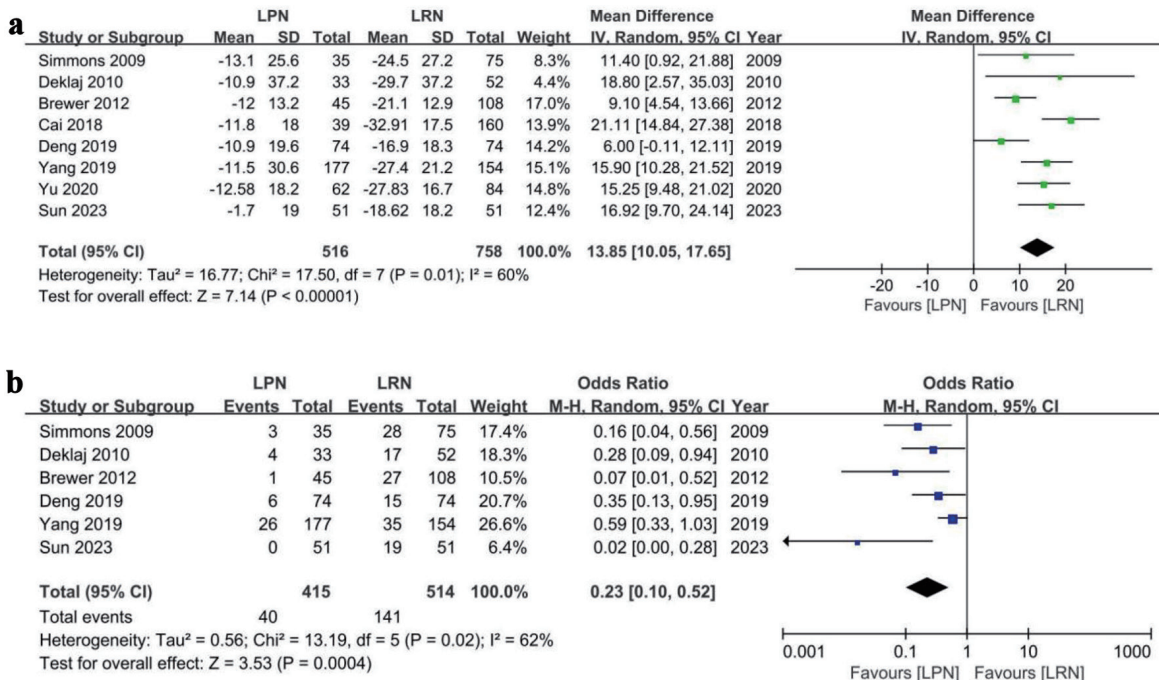 a
LPN LRN Mean Difference Mean Difference
Study or Subgroup Mean SD Total Mean SD Total Weight IV, Random, 95% CI Year IV, Random, 95% CI
Simmons 2009 -13.1 25.6 35 -24.5 27.2 75 8.3% 11.40 [0.92, 21.88] 2009
Deklaj 2010 -10.9 37.2 33 -29.7 37.2 52 4.4% 18.80 [2.57, 35.03] 2010
Brewer 2012 -12 13.2 45 -21.1 12.9 108 17.0% 9.10 [4.54, 13.66] 2012
Cai 2018 -11.8 18 39 -32.91 17.5 160 13.9% 21.11 [14.84, 27.38] 2018
Deng 2019 -10.9 19.6 74 -16.9 18.3 74 14.2% 6.00 [-0.11, 12.11] 2019
Yang 2019 -11.5 30.6 177 -27.4 21.2 154 15.1% 15.90 [10.28, 21.52] 2019
Yu 2020 -12.58 18.2 62 -27.83 16.7 84 14.8% 15.25 [9.48, 21.02] 2020
Sun 2023 -1.7 19 51 -18.62 18.2 51 12.4% 16.92 [9.70, 24.14] 2023
Total (95% CI) 516 758 100.0% 13.85 [10.05, 17.65]
Heterogeneity: Tau² = 16.77; Chi² = 17.50, df = 7 (P = 0.01); I² = 60%
Test for overall effect: Z = 7.14 (P < 0.00001)
-20 -10 0 10 20
Favours [LPN] Favours [LRN]
b
LPN LRN Odds Ratio Odds Ratio
Study or Subgroup Events Total Events Total Weight M-H, Random, 95% CI Year M-H, Random, 95% CI
Simmons 2009 3 35 28 75 17.4% 0.16 [0.04, 0.56] 2009
Deklaj 2010 4 33 17 52 18.3% 0.28 [0.09, 0.94] 2010
Brewer 2012 1 45 27 108 10.5% 0.07 [0.01, 0.52] 2012
Deng 2019 6 74 15 74 20.7% 0.35 [0.13, 0.95] 2019
Yang 2019 26 177 35 154 26.6% 0.59 [0.33, 1.03] 2019
Sun 2023 0 51 19 51 6.4% 0.02 [0.00, 0.28] 2023
Total (95% CI) 415 514 100.0% 0.23 [0.10, 0.52]
Total events 40 141
Heterogeneity: Tau² = 0.56; Chi² = 13.19, df = 5 (P = 0.02); I² = 62%
Test for overall effect: Z = 3.53 (P = 0.0004)
0.001 0.1 1 10 1000
Favours [LPN] Favours [LRN]